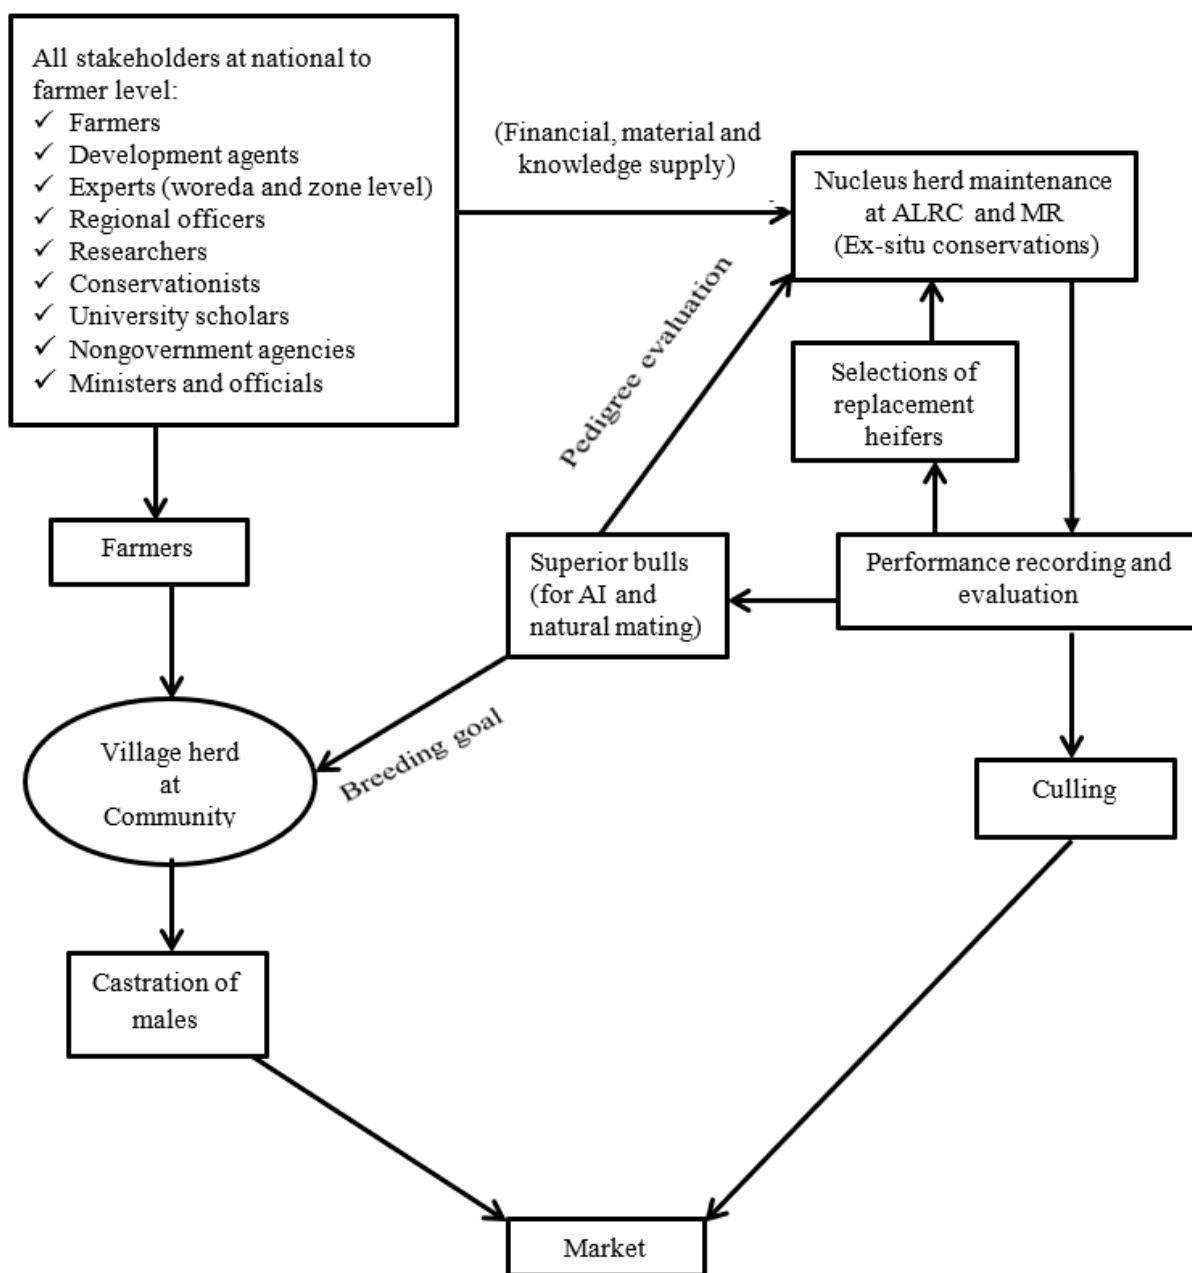 All stakeholders at national to
farmer level:
✓ Farmers
✓ Development agents
✓ Experts (woreda and zone level)
✓ Regional officers
✓ Researchers
✓ Conservationists
✓ University scholars
✓ Nongovernment agencies
✓ Ministers and officials
(Financial, material and
knowledge supply)
Nucleus herd maintenance
at ALRC and MR
(Ex-situ conservations)
Pedigree evaluation
Selections of
replacement
heifers
Farmers
Superior bulls
(for AI and
natural mating)
Performance recording and
evaluation
Breeding goal
Village herd
at
Community
Culling
Castration of
males
Market